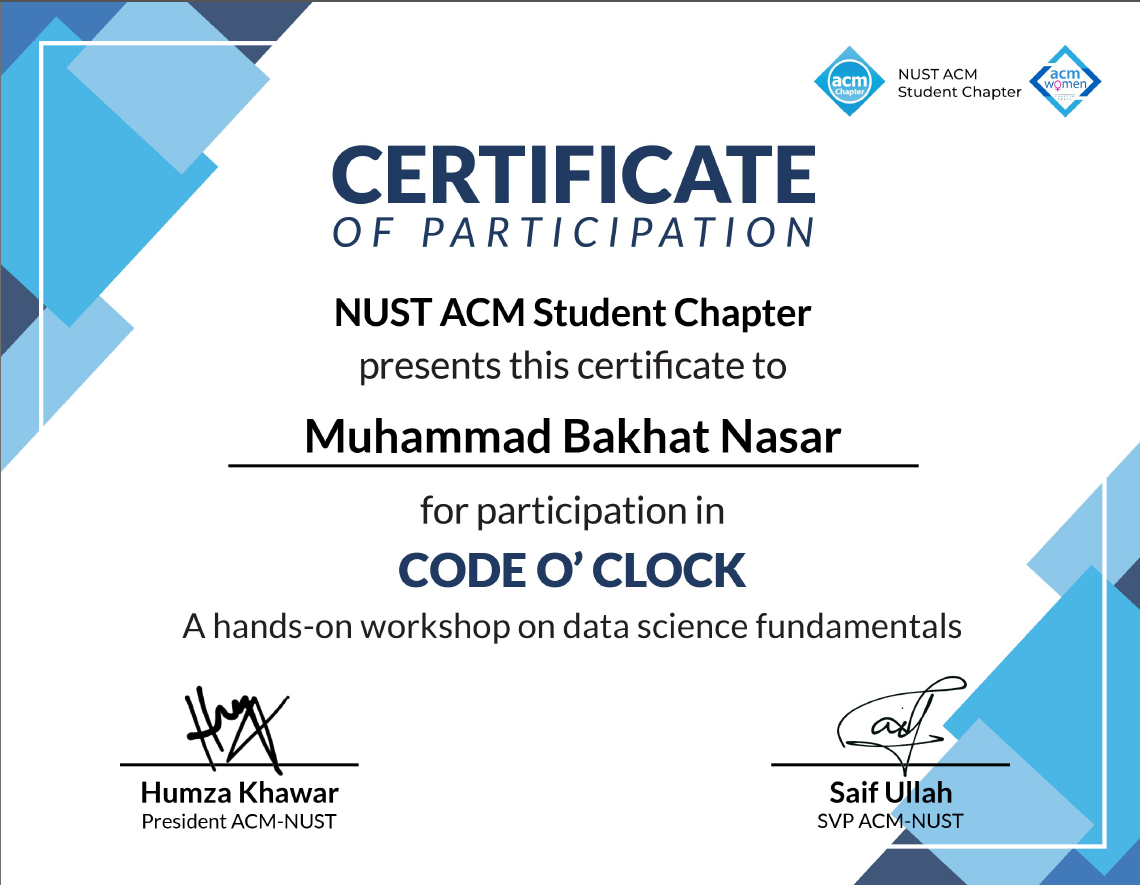 acm
Chapter
NUST ACM
Student Chapter
acm
women
CERTIFICATE
OF PARTICIPATION
NUST ACM Student Chapter
presents this certificate to
Muhammad Bakhat Nasar
for participation in
CODE O’ CLOCK
A hands-on workshop on data science fundamentals
Humza Khawar
President ACM-NUST
Saif Ullah
SVP ACM-NUST